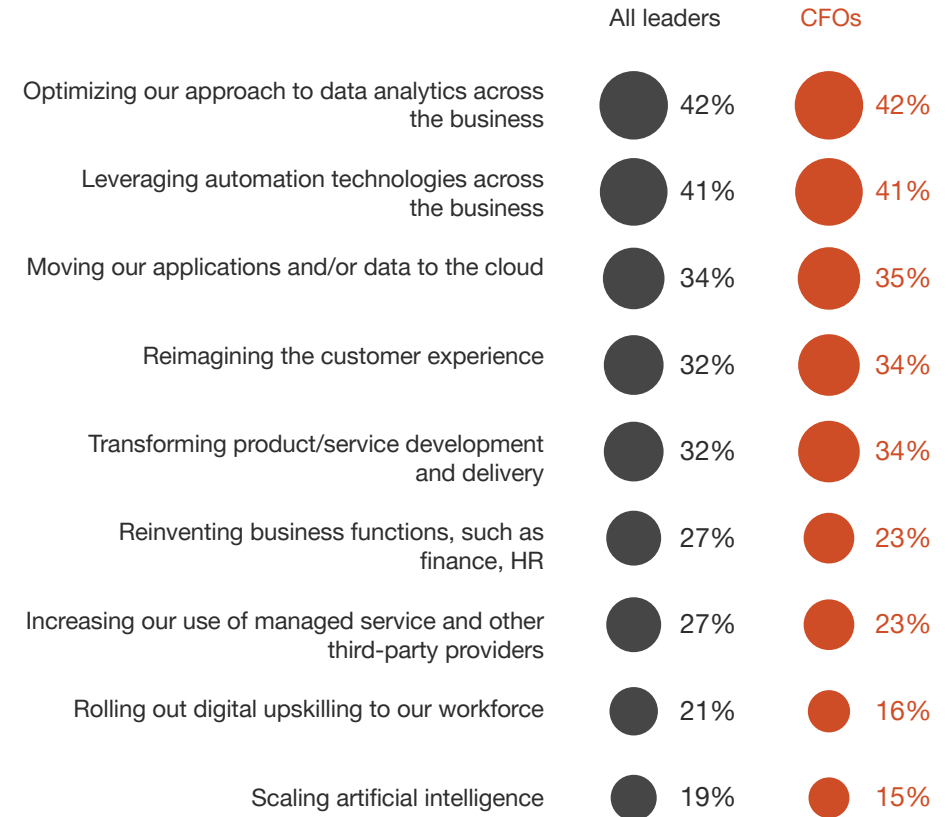 All leaders CFOs
Optimizing our approach to data analytics across
the business
42% 42%
Leveraging automation technologies across
the business
41% 41%
Moving our applications and/or data to the cloud
34% 35%
Reimagining the customer experience
32% 34%
Transforming product/service development
and delivery
32% 34%
Reinventing business functions, such as
finance, HR
27% 23%
Increasing our use of managed service and other
third-party providers
27% 23%
Rolling out digital upskilling to our workforce
21% 16%
Scaling artificial intelligence
19% 15%